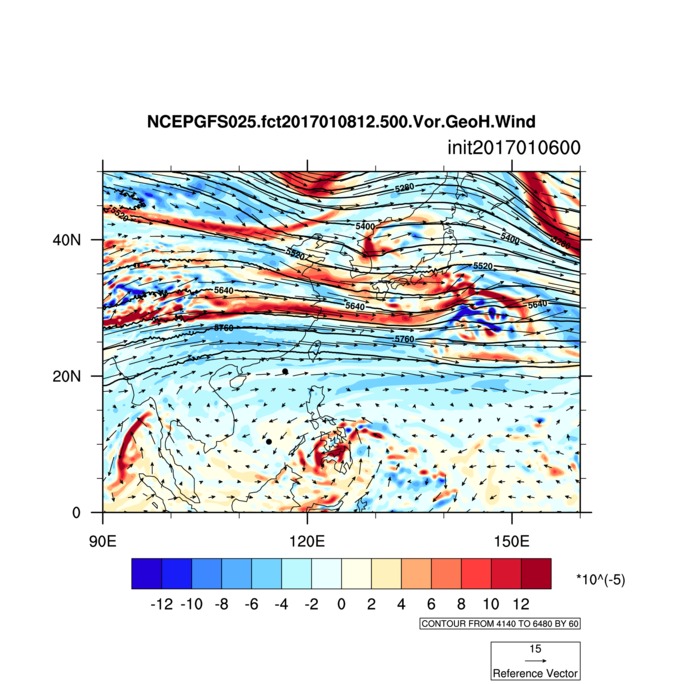 NCEPGFS025.fct2017010812.500.Vor.GeoH.Wind
init2017010600
5280
5520
5400
5400
5280
5520
5520
40N
5640
5640
5640
5760
5760
20N
0
90E 120E 150E
-12 -10 -8 -6 -4 -2 0 2 4 6 8 10 12
*10^(-5)
CONTOUR FROM 4140 TO 6480 BY 60
15
Reference Vector